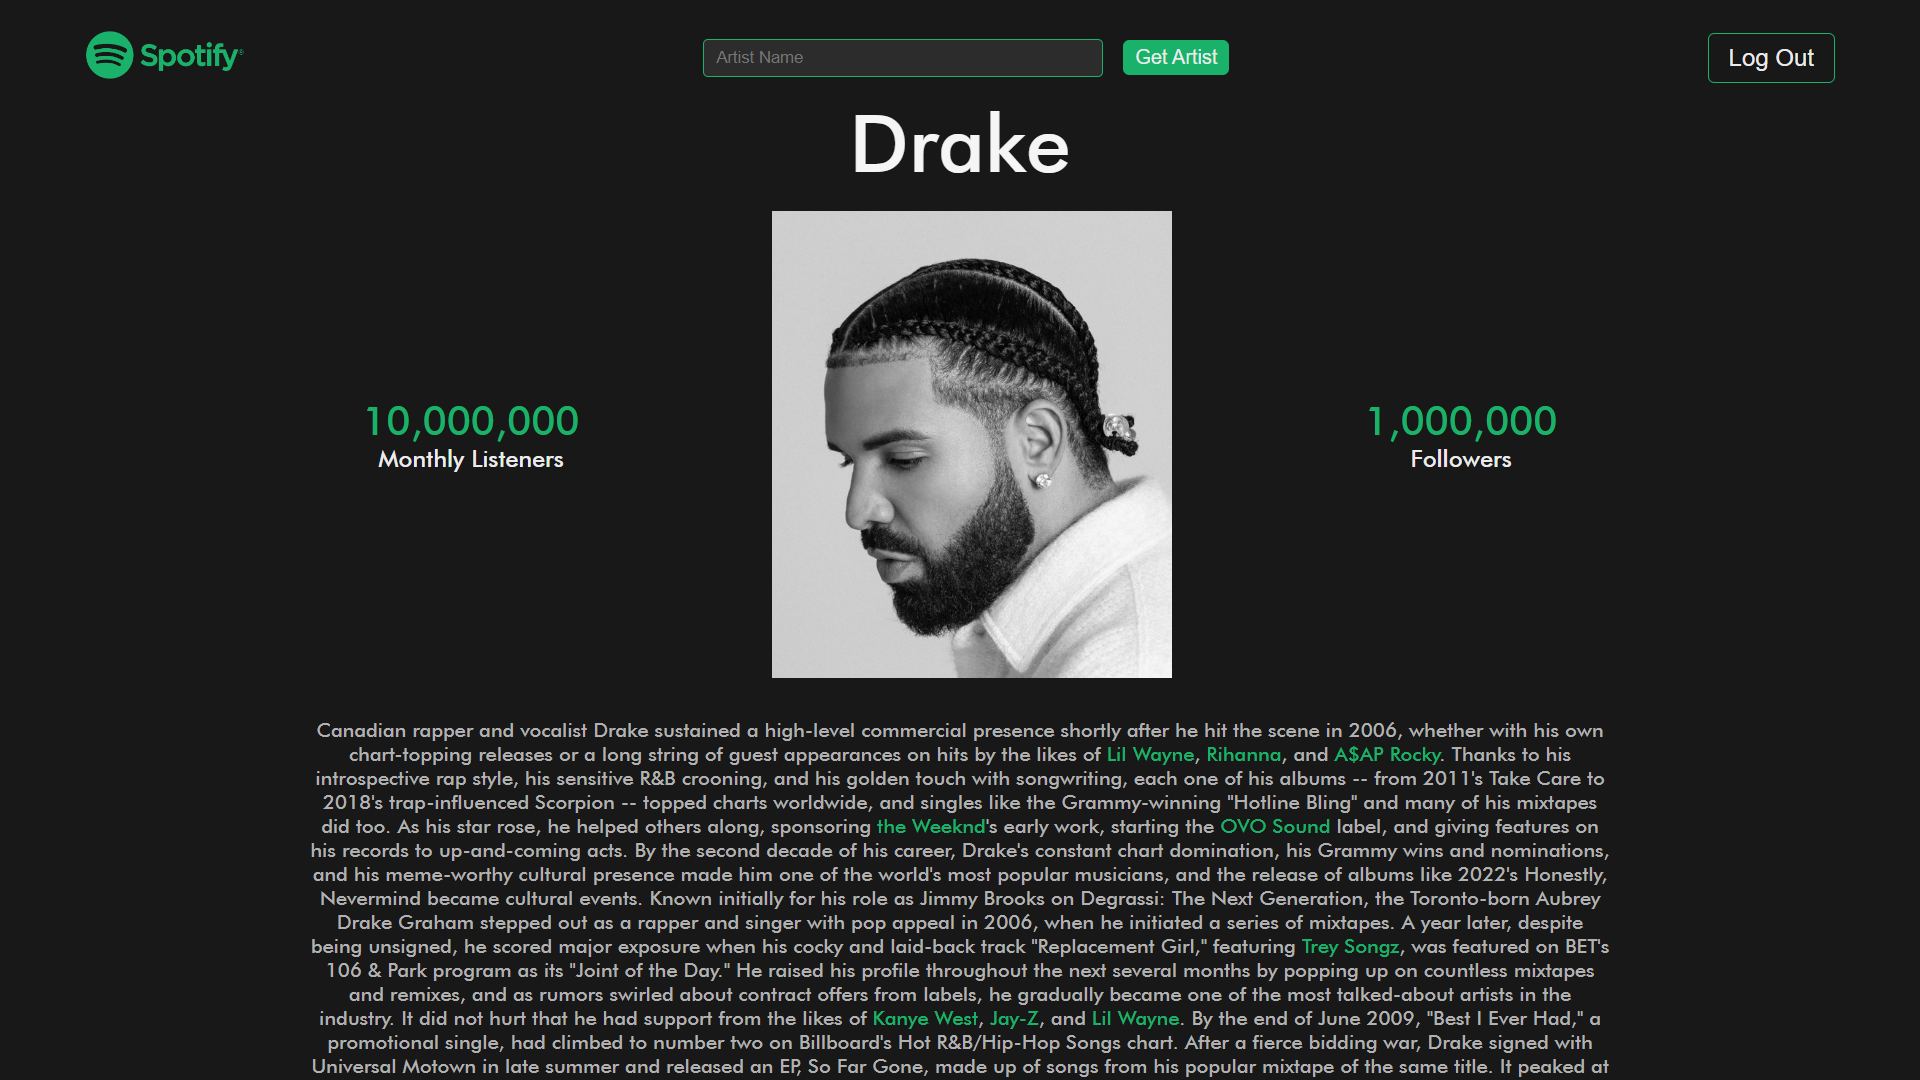 Spotify®
Artist Name
Get Artist
Log Out
Drake
10,000,000
Monthly Listeners
1,000,000
Followers
Canadian rapper and vocalist Drake sustained a high-level commercial presence shortly after he hit the scene in 2006, whether with his own
chart-topping releases or a long string of guest appearances on hits by the likes of Lil Wayne, Rihanna, and A$AP Rocky. Thanks to his
introspective rap style, his sensitive R&B crooning, and his golden touch with songwriting, each one of his albums -- from 2011's Take Care to
2018's trap-influenced Scorpion -- topped charts worldwide, and singles like the Grammy-winning "Hotline Bling" and many of his mixtapes
did too. As his star rose, he helped others along, sponsoring the Weeknd's early work, starting the OVO Sound label, and giving features on
his records to up-and-coming acts. By the second decade of his career, Drake's constant chart domination, his Grammy wins and nominations,
and his meme-worthy cultural presence made him one of the world's most popular musicians, and the release of albums like 2022's Honestly,
Nevermind became cultural events. Known initially for his role as Jimmy Brooks on Degrassi: The Next Generation, the Toronto-born Aubrey
Drake Graham stepped out as a rapper and singer with pop appeal in 2006, when he initiated a series of mixtapes. A year later, despite
being unsigned, he scored major exposure when his cocky and laid-back track "Replacement Girl," featuring Trey Songz, was featured on BET's
106 & Park program as its "Joint of the Day." He raised his profile throughout the next several months by popping up on countless mixtapes
and remixes, and as rumors swirled about contract offers from labels, he gradually became one of the most talked-about artists in the
industry. It did not hurt that he had support from the likes of Kanye West, Jay-Z, and Lil Wayne. By the end of June 2009, "Best I Ever Had," a
promotional single, had climbed to number two on Billboard's Hot R&B/Hip-Hop Songs chart. After a fierce bidding war, Drake signed with
Universal Motown in late summer and released an EP, So Far Gone, made up of songs from his popular mixtape of the same title. It peaked at